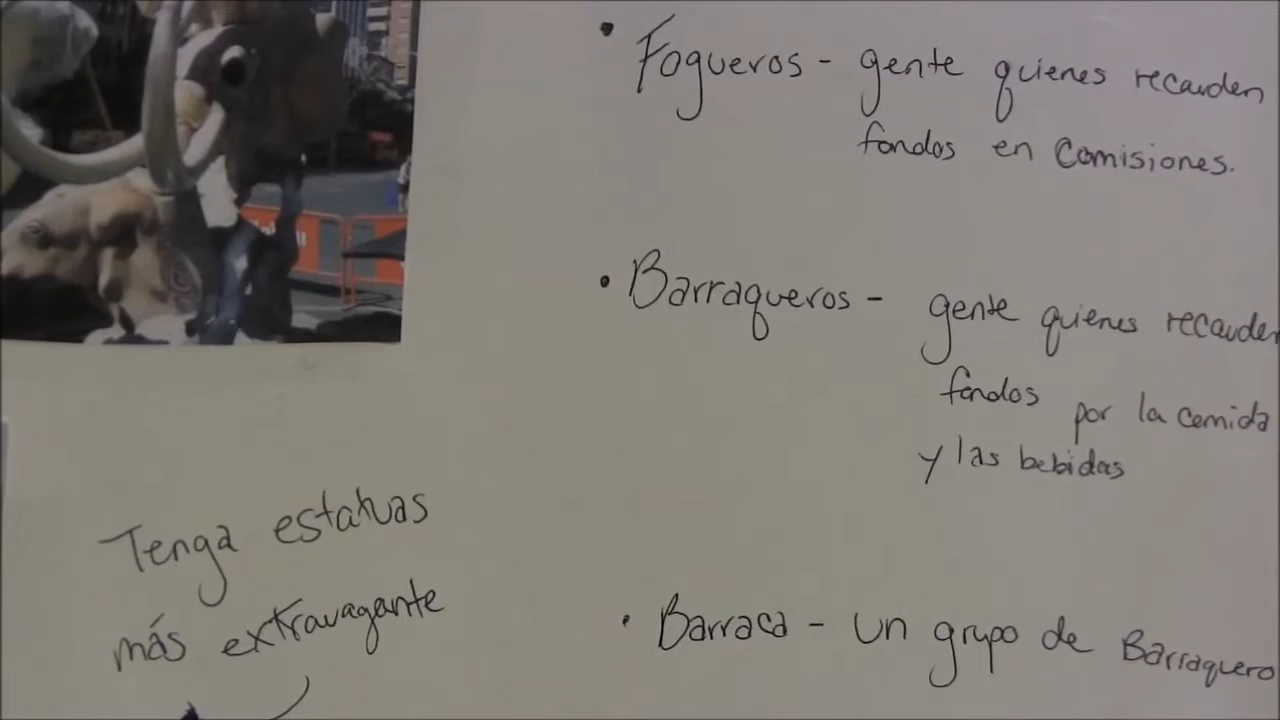 • Fogueros - gente quienes recauden
fondos en comisiones.
• Barraqueros - gente quienes recauden
fondos por la comida
y las bebidas
Tenga estatuas
más extravagante
• Barraca - un grupo de Barraquero